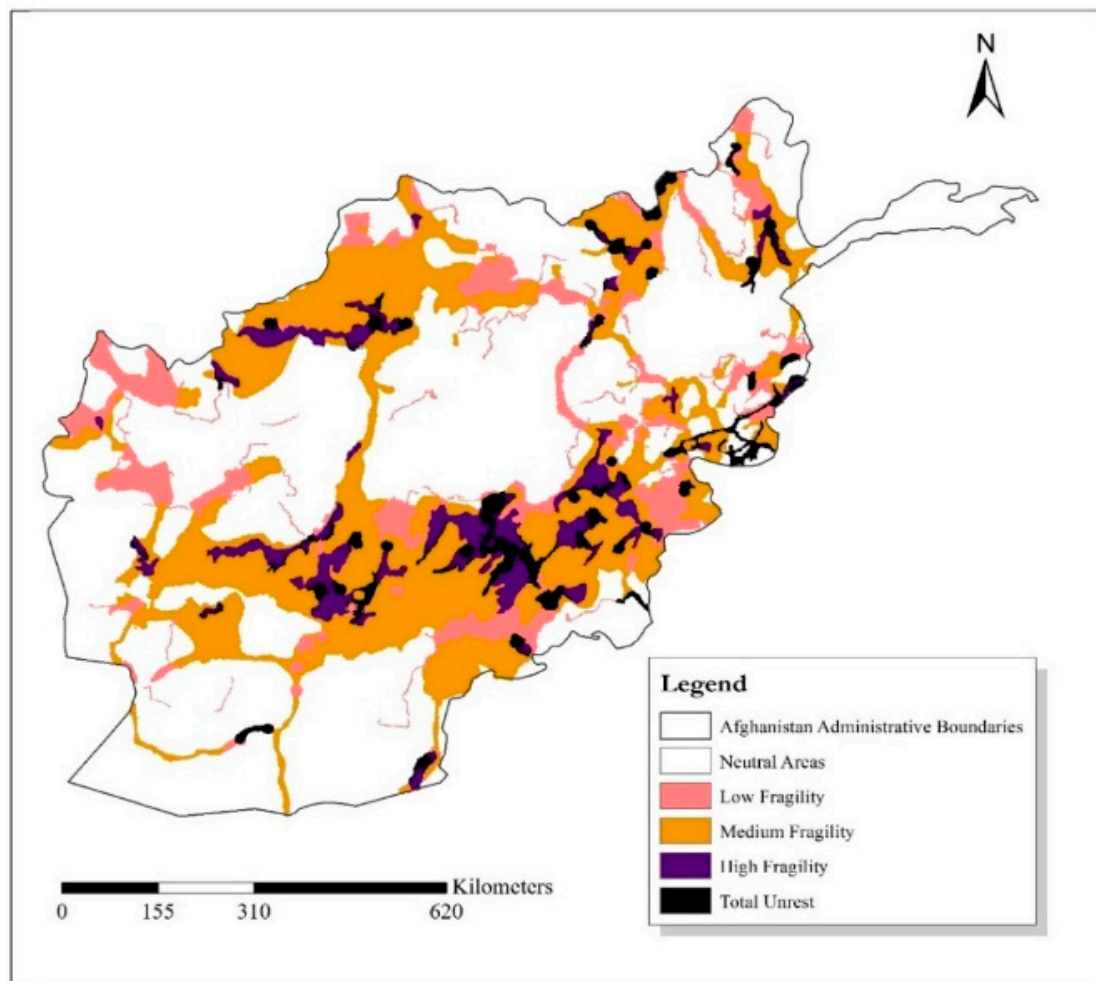 N
Legend
Afghanistan Administrative Boundaries
Neutral Areas
Low Fragility
Medium Fragility
High Fragility
Total Unrest
Kilometers
0 155 310 620